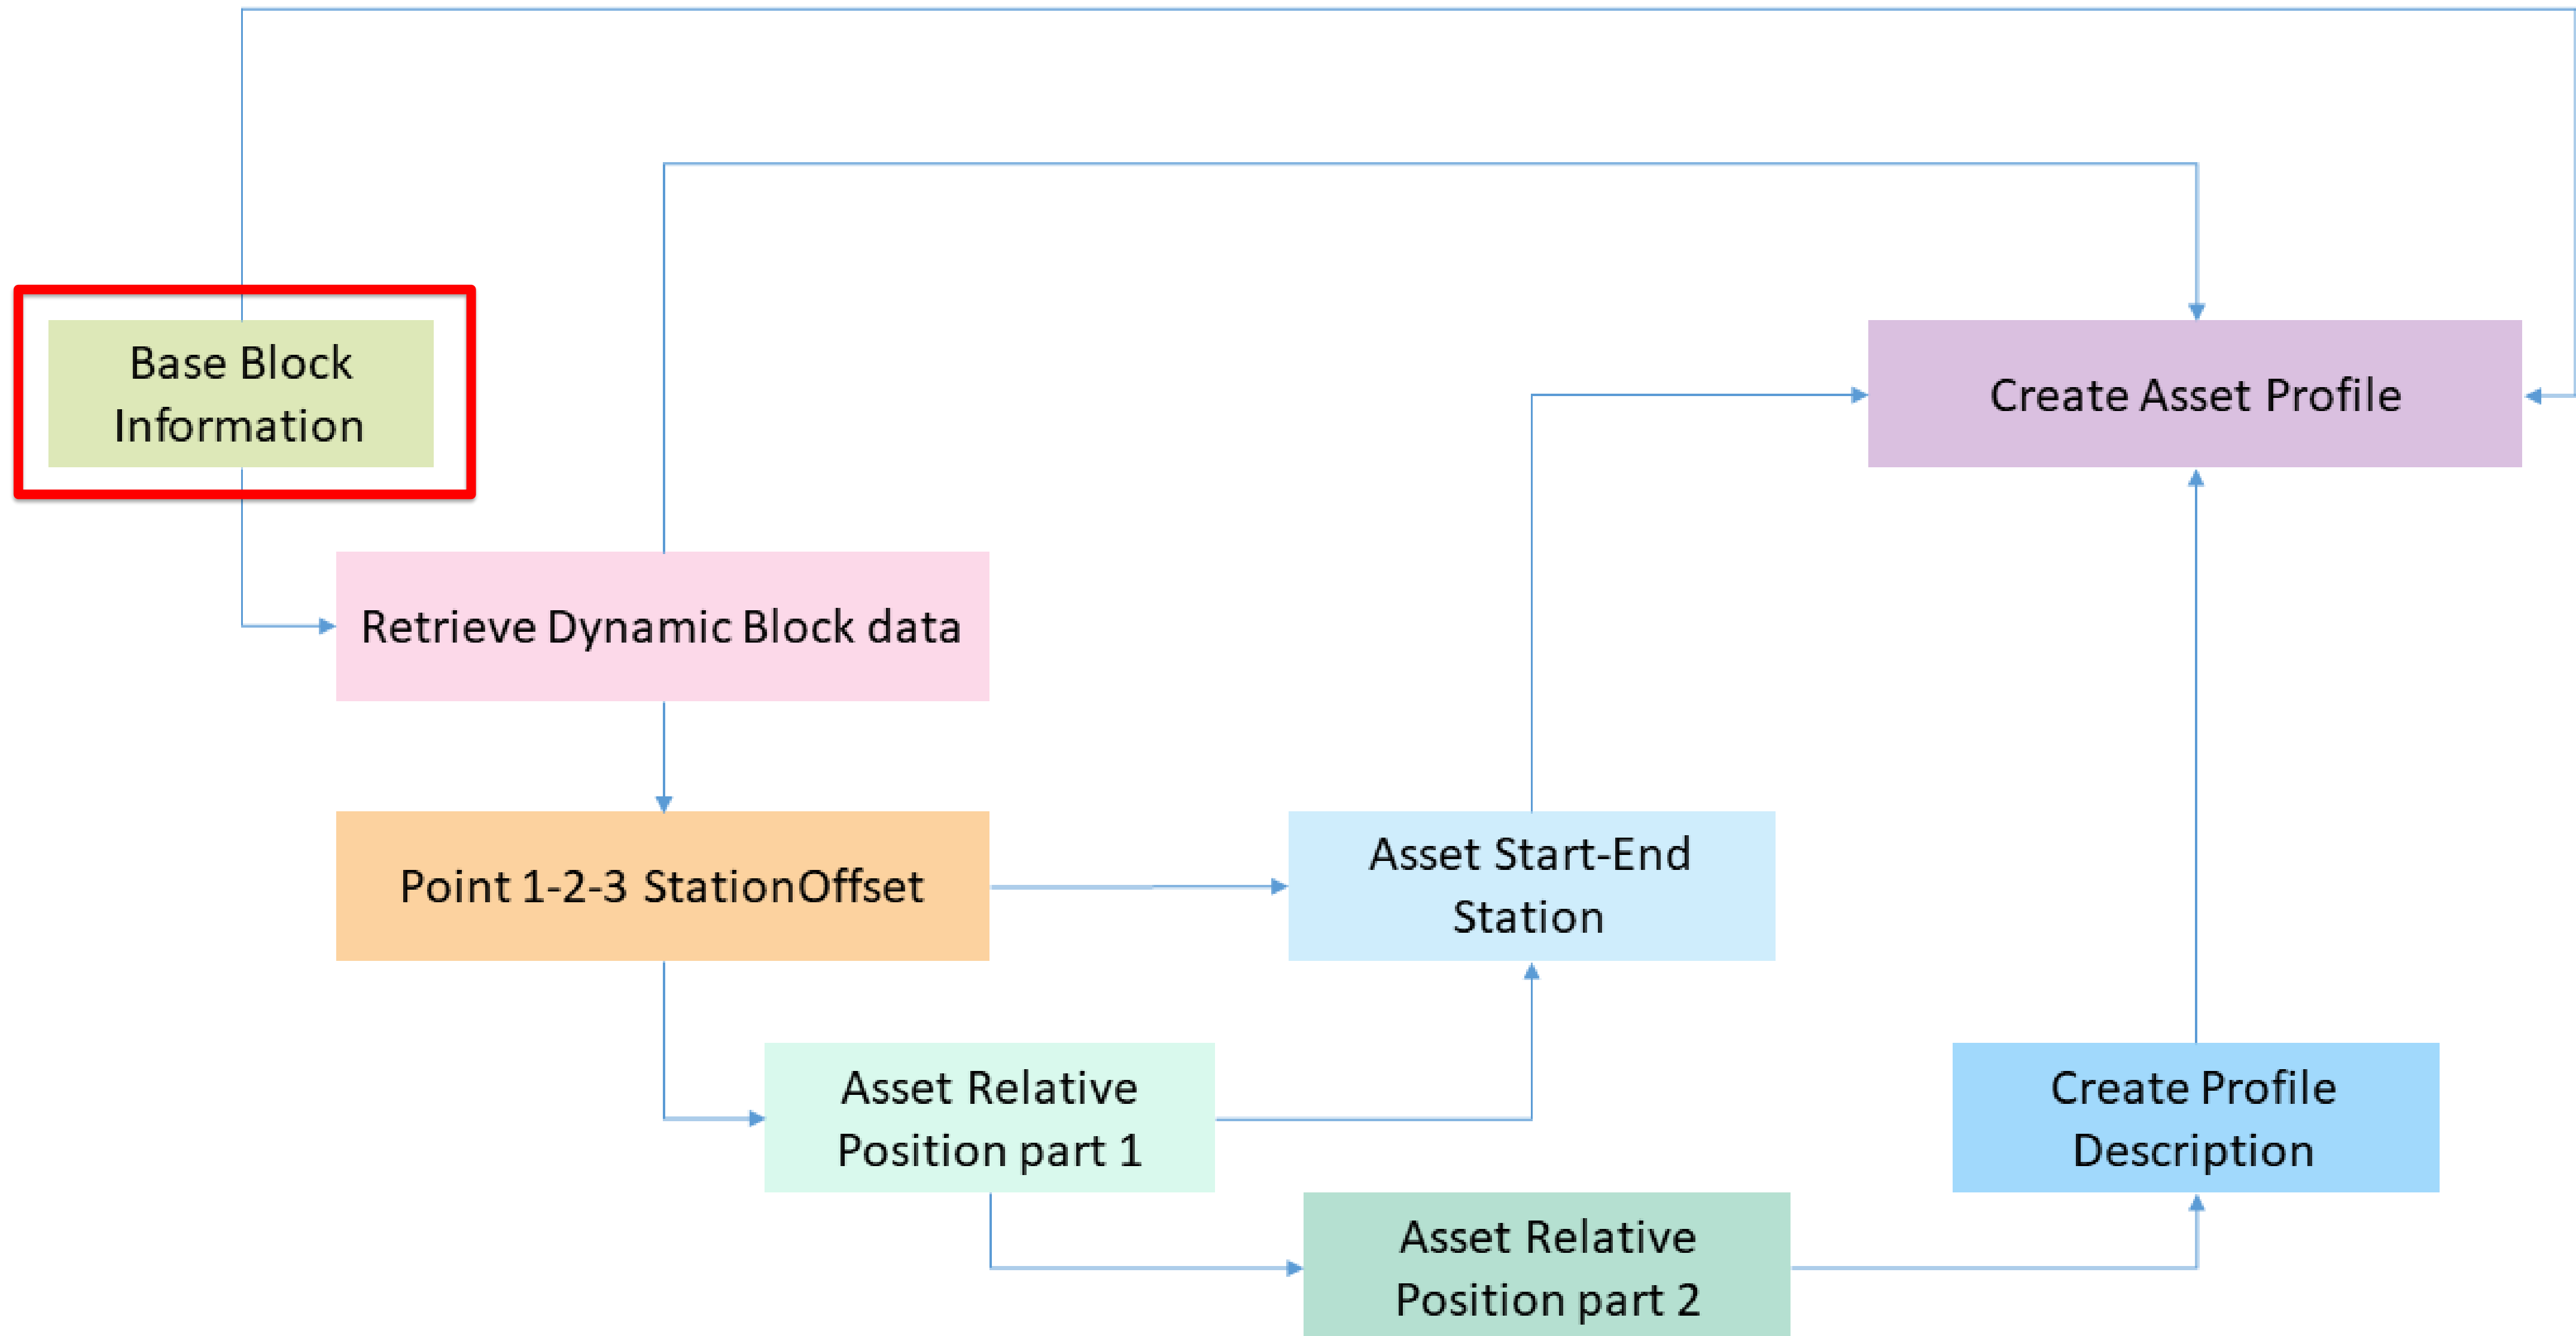 Base Block
Information
Create Asset Profile
Retrieve Dynamic Block data
Point 1-2-3 StationOffset
Asset Start-End
Station
Asset Relative
Position part 1
Create Profile
Description
Asset Relative
Position part 2